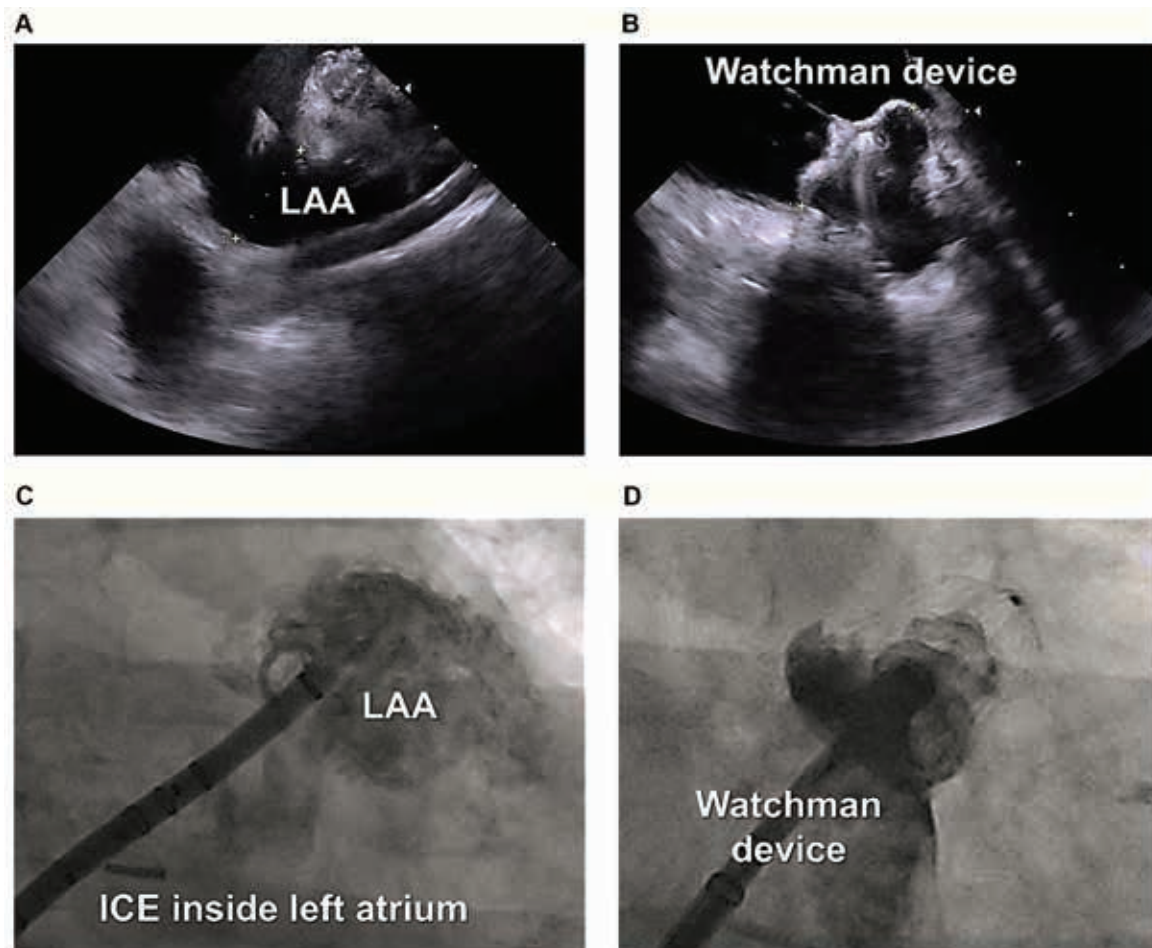 A
B
LAA
Watchman device
C
D
LAA
ICE inside left atrium
Watchman
device